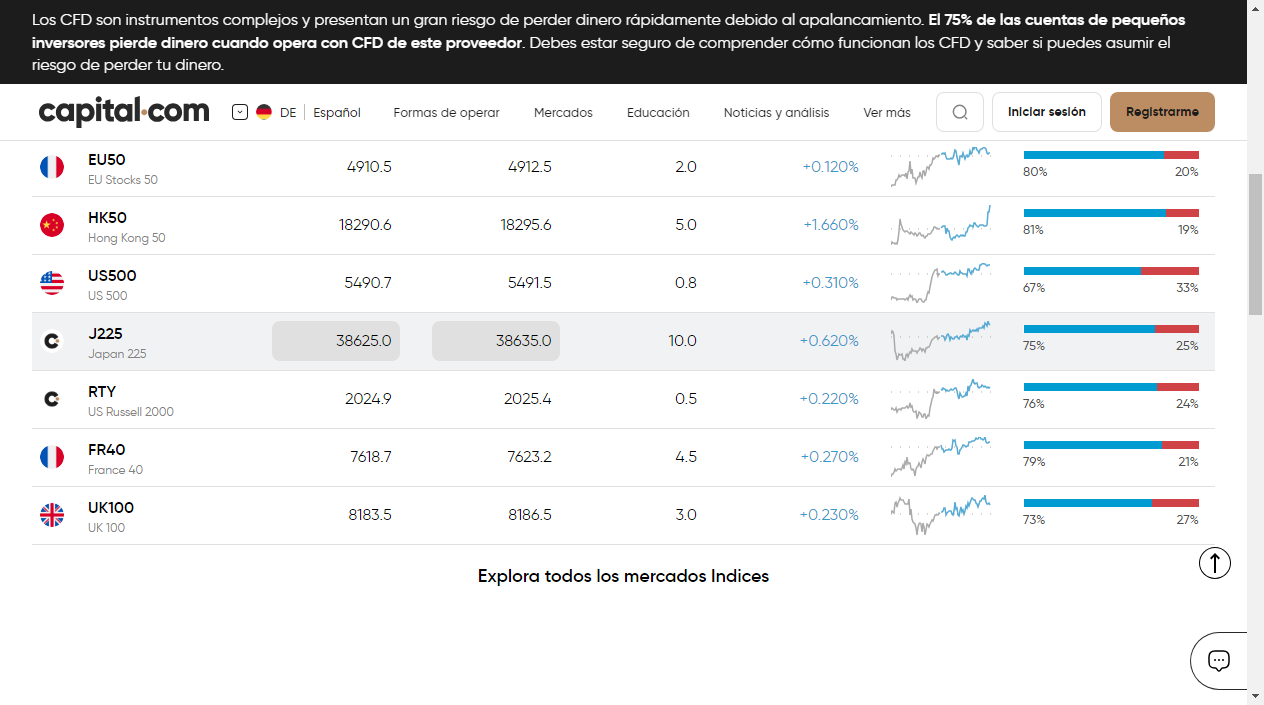 Los CFD son instrumentos complejos y presentan un gran riesgo de perder dinero rápidamente debido al apalancamiento. El 75% de las cuentas de pequeños
inversores pierde dinero cuando opera con CFD de este proveedor. Debes estar seguro de comprender cómo funcionan los CFD y saber si puedes asumir el
riesgo de perder tu dinero.
capital.com DE Español Formas de operar Mercados Educación Noticias y análisis Ver más Iniciar sesión Registrarme
EU50 4910.5 4912.5 2.0 +0.120%
EU Stocks 50 80% 20%
HK50 18290.6 18295.6 5.0 +1.660%
Hong Kong 50 81% 19%
US500 5490.7 5491.5 0.8 +0.310%
US 500 67% 33%
J225 38625.0 38635.0 10.0 +0.620%
Japan 225 75% 25%
RTY 2024.9 2025.4 0.5 +0.220%
US Russell 2000 76% 24%
FR40 7618.7 7623.2 4.5 +0.270%
France 40 79% 21%
UK100 8183.5 8186.5 3.0 +0.230%
UK 100 73% 27%
Explora todos los mercados Indices